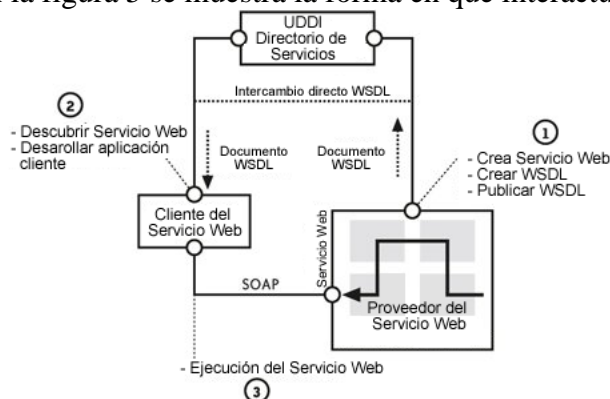 la figura 3 se muestra la forma en que interactú
UDDI
Directorio de
Servicios
Intercambio directo WSDL
2
- Descubrir Servicio Web
- Desarollar aplicación
cliente
Documento
WSDL
Documento
WSDL
1
- Crea Servicio Web
- Crear WSDL
- Publicar WSDL
Cliente del
Servicio Web
Servicio Web
SOAP
Proveedor del
Servicio Web
- Ejecución del Servicio Web
3